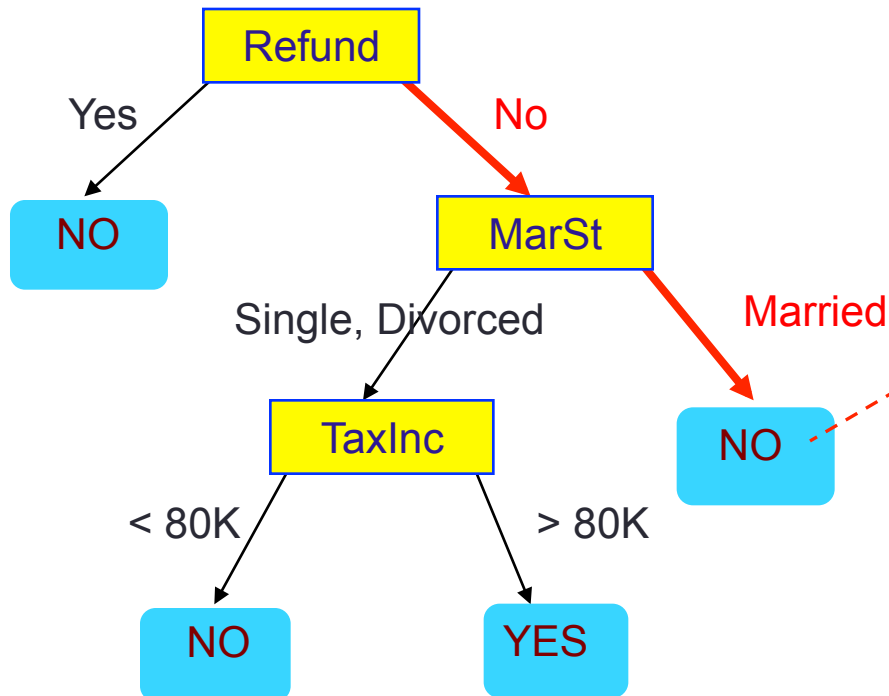 Refund
Yes
No
NO
MarSt
Single, Divorced
Married
TaxInc
NO
< 80K
> 80K
NO
YES